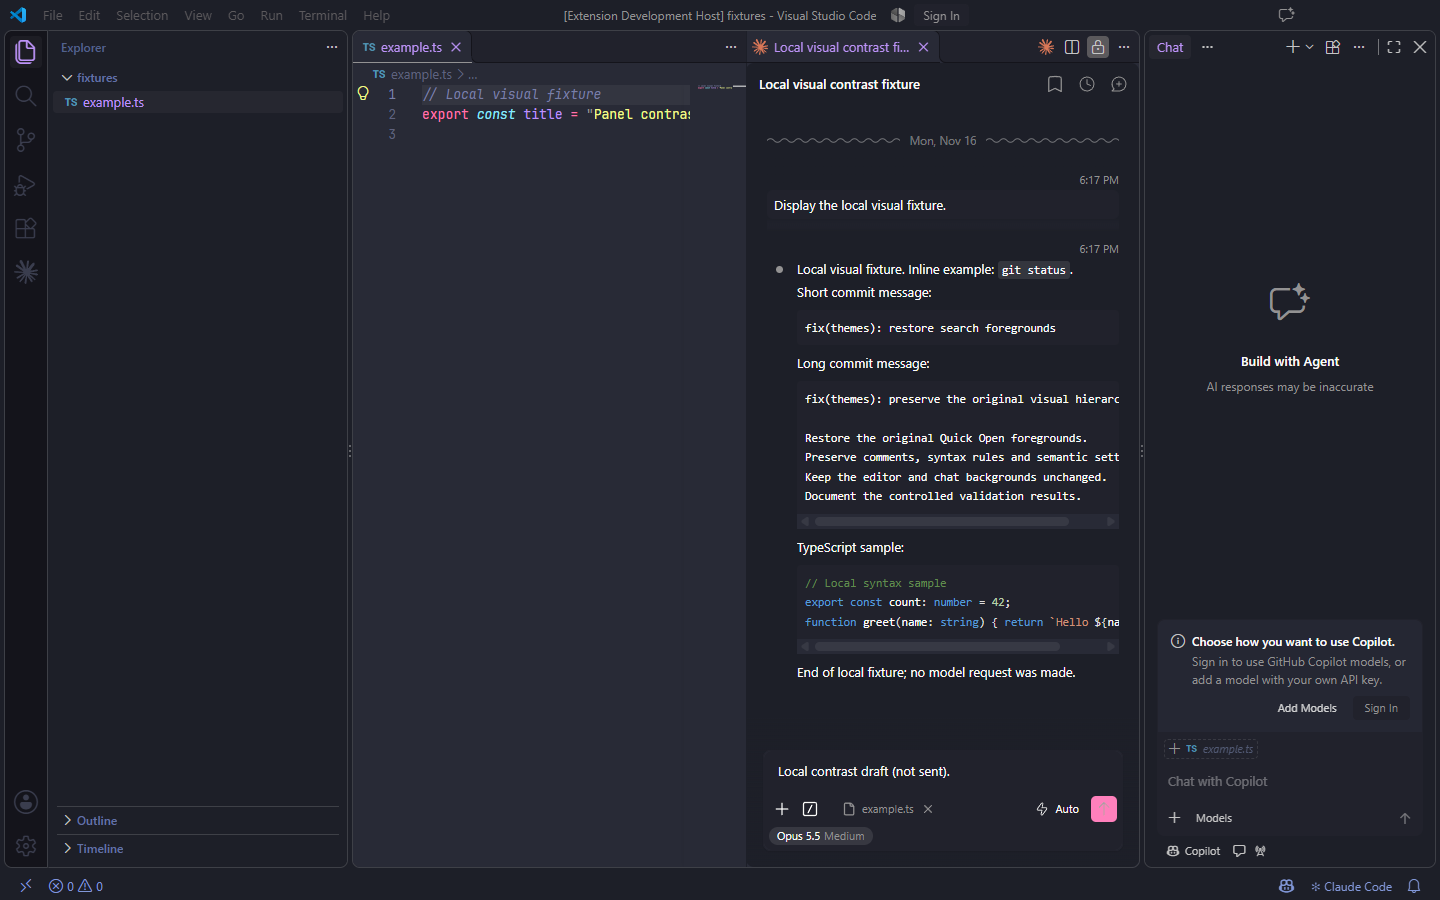 File Edit Selection View Go Run Terminal Help
[Extension Development Host] fixtures - Visual Studio Code
Sign In
Explorer
fixtures
TS example.ts
Outline
Timeline
TS example.ts
TS example.ts > ...
1 // Local visual fixture
2 export const title = "Panel contras
3
Local visual contrast fi...
Local visual contrast fixture
Mon, Nov 16
6:17 PM
Display the local visual fixture.
6:17 PM
Local visual fixture. Inline example: git status.
Short commit message:
fix(themes): restore search foregrounds
Long commit message:
fix(themes): preserve the original visual hierarc
Restore the original Quick Open foregrounds.
Preserve comments, syntax rules and semantic sett
Keep the editor and chat backgrounds unchanged.
Document the controlled validation results.
TypeScript sample:
// Local syntax sample
export const count: number = 42;
function greet(name: string) { return `Hello ${na
End of local fixture; no model request was made.
Local contrast draft (not sent).
example.ts
Auto
Opus 5.5 Medium
Chat
Build with Agent
AI responses may be inaccurate
Choose how you want to use Copilot.
Sign in to use GitHub Copilot models, or
add a model with your own API key.
Add Models Sign In
TS example.ts
Chat with Copilot
Models
Copilot
0 0
Claude Code